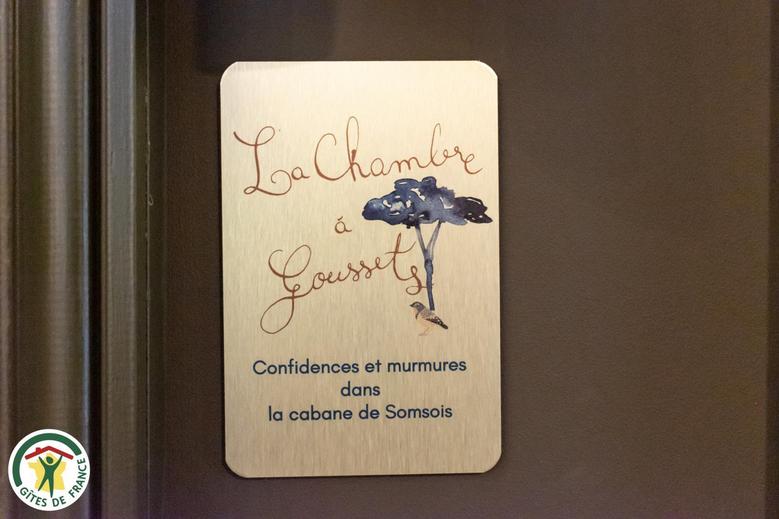 La Chambre
á
Goussets
Confidences et murmures
dans
la cabane de Somsois
GÎTES DE FRANCE